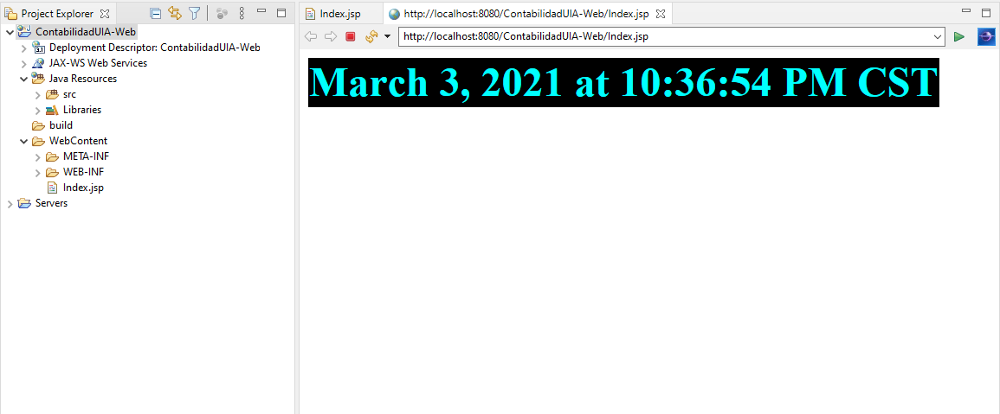 Project Explorer
ContabilidadUIA-Web
3.1 Deployment Descriptor: ContabilidadUIA-Web
JAX-WS Web Services
Java Resources
src
Libraries
build
WebContent
META-INF
WEB-INF
Index.jsp
Servers
Index.jsp
http://localhost:8080/ContabilidadUIA-Web/Index.jsp
http://localhost:8080/ContabilidadUIA-Web/Index.jsp
March 3, 2021 at 10:36:54 PM CST